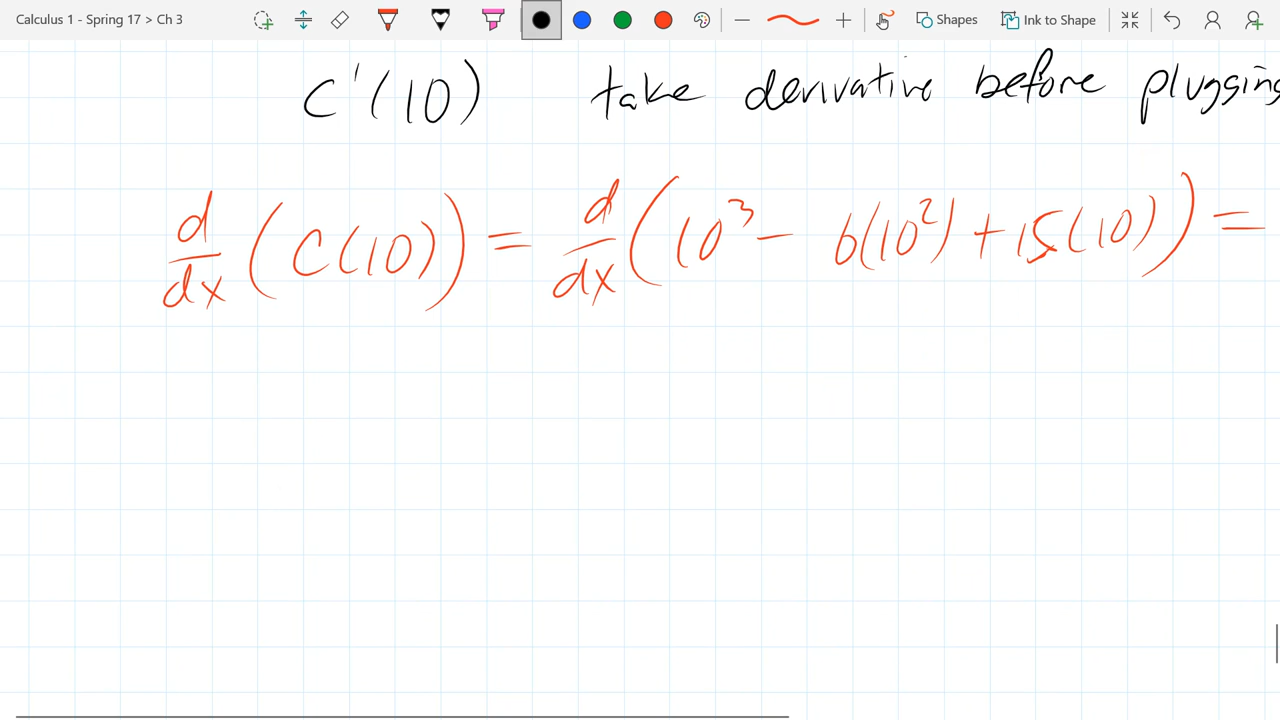 Calculus 1 - Spring 17 > Ch 3 Shapes Ink to Shape
C'(10) take derivative before plugging
d/dx (C(10)) = d/dx (10³ - 6(10²) + 15(10)) =